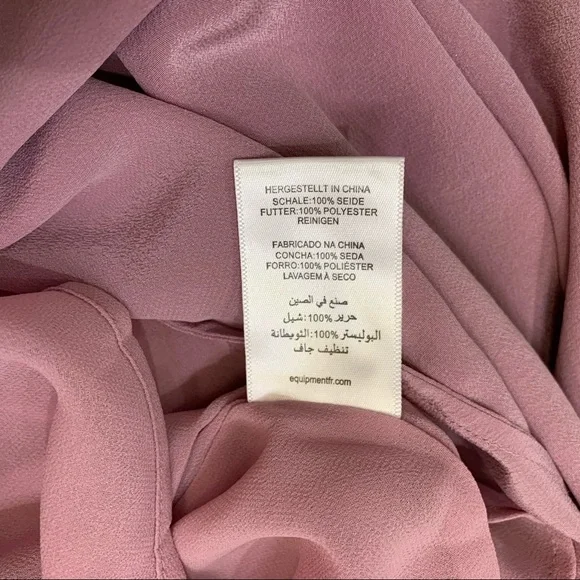 HERGESTELLT IN CHINA
SCHALE:100% SEIDE
FUTTER:100% POLYESTER
REINIGEN
FABRICADO NA CHINA
CONCHA:100% SEDA
FORRO:100% POLIÉSTER
LAVAGEM À SECO
صنع في الصين
حرير %100:شيل
البوليستر %100:التوبطانة
تنظيف جاف
equipmentfr.com